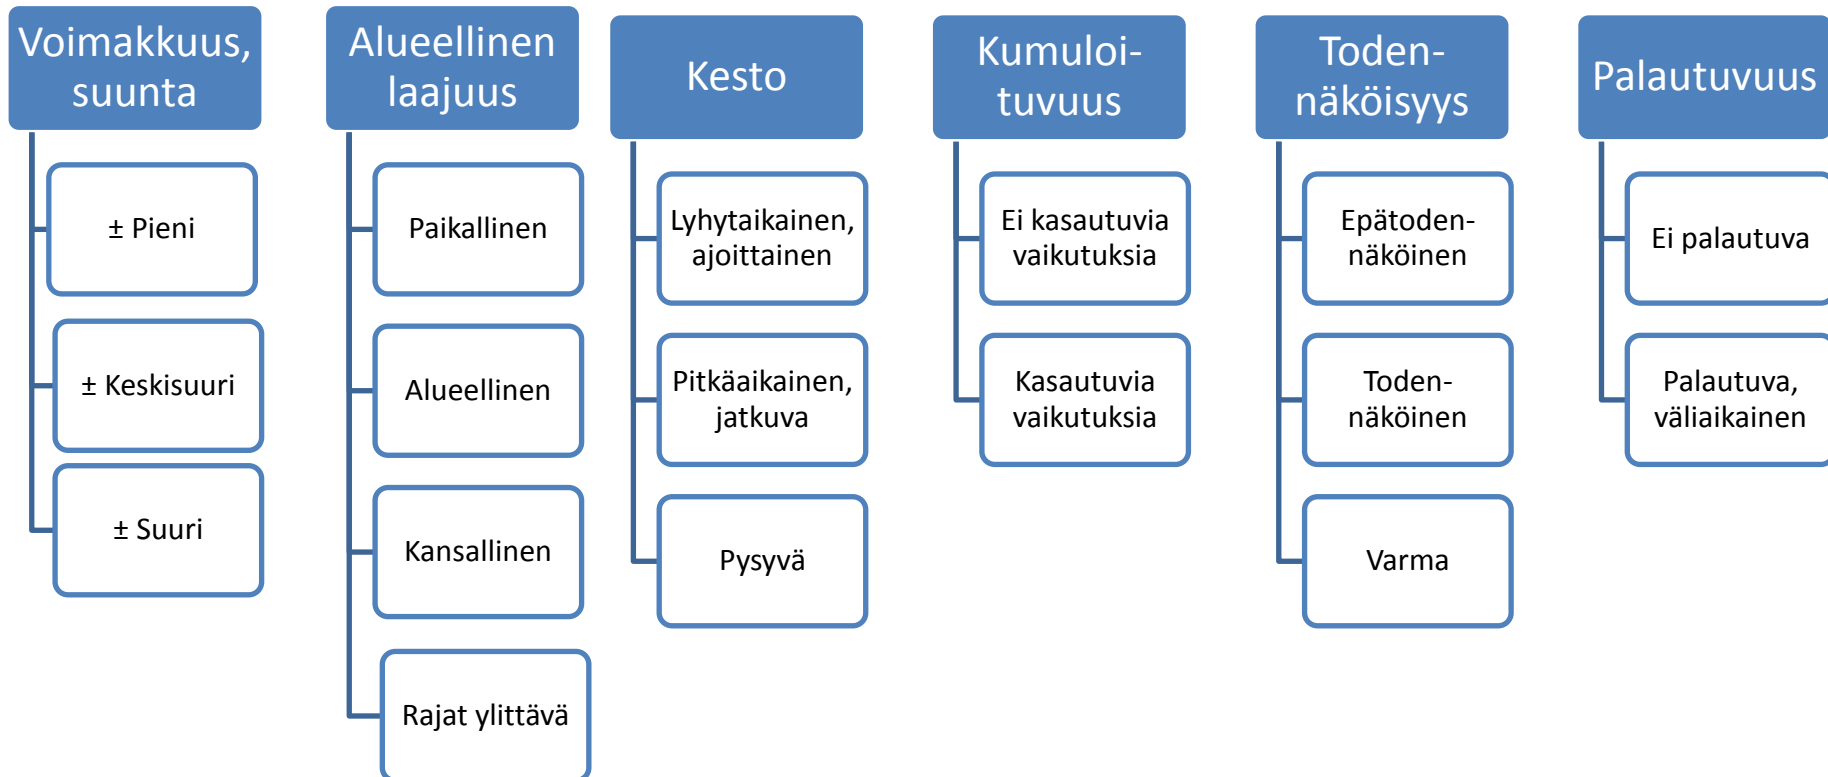 Voimakkuus,
suunta
± Pieni
± Keskisuuri
± Suuri
Alueellinen
laajuus
Paikallinen
Alueellinen
Kansallinen
Rajat ylittävä
Kesto
Lyhytaikainen,
ajoittainen
Pitkäaikainen,
jatkuva
Pysyvä
Kumuloi-
tuvuus
Ei kasautuvia
vaikutuksia
Kasautuvia
vaikutuksia
Toden-
näköisyys
Epätoden-
näköinen
Toden-
näköinen
Varma
Palautuvuus
Ei palautuva
Palautuva,
väliaikainen